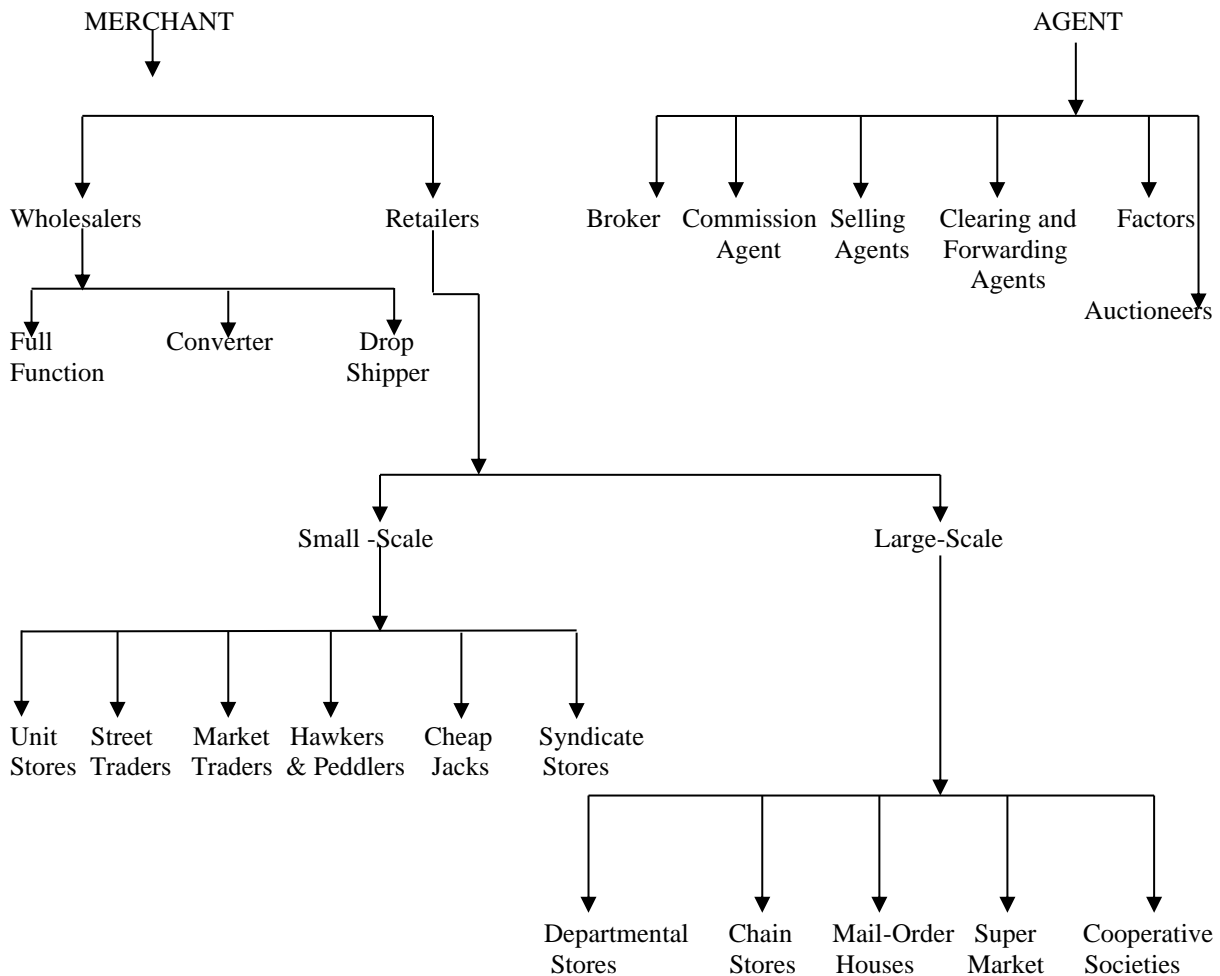 MERCHANT
AGENT
Wholesalers
Retailers
Broker
Commission
Agent
Selling
Agents
Clearing and
Forwarding
Agents
Factors
Auctioneers
Full
Function
Converter
Drop
Shipper
Small -Scale
Large-Scale
Unit
Stores
Street
Traders
Market
Traders
Hawkers
& Peddlers
Cheap
Jacks
Syndicate
Stores
Departmental
Stores
Chain
Stores
Mail-Order
Houses
Super
Market
Cooperative
Societies